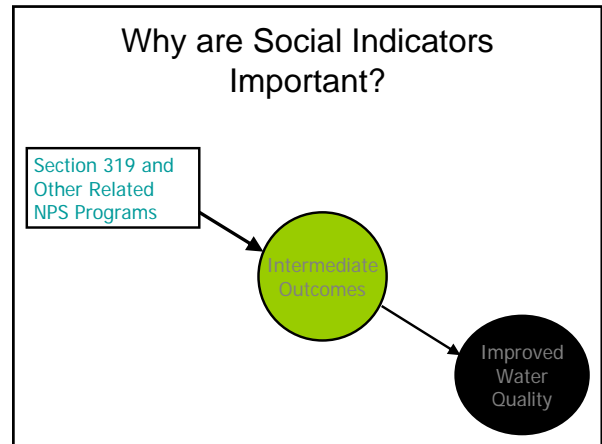 Why are Social Indicators
Important?
Section 319 and
Other Related
NPS Programs
Intermediate
Outcomes
Improved
Water
Quality